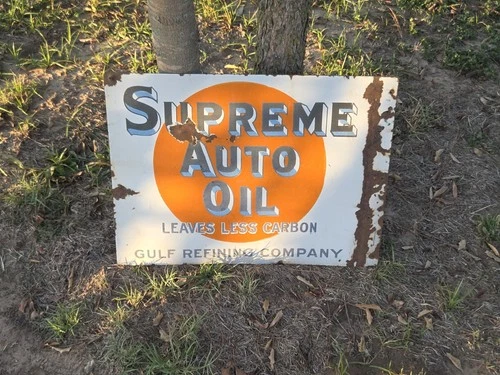 SUPREME
AUTO
OIL
LEAVES LESS CARBON
GULF REFINING COMPANY